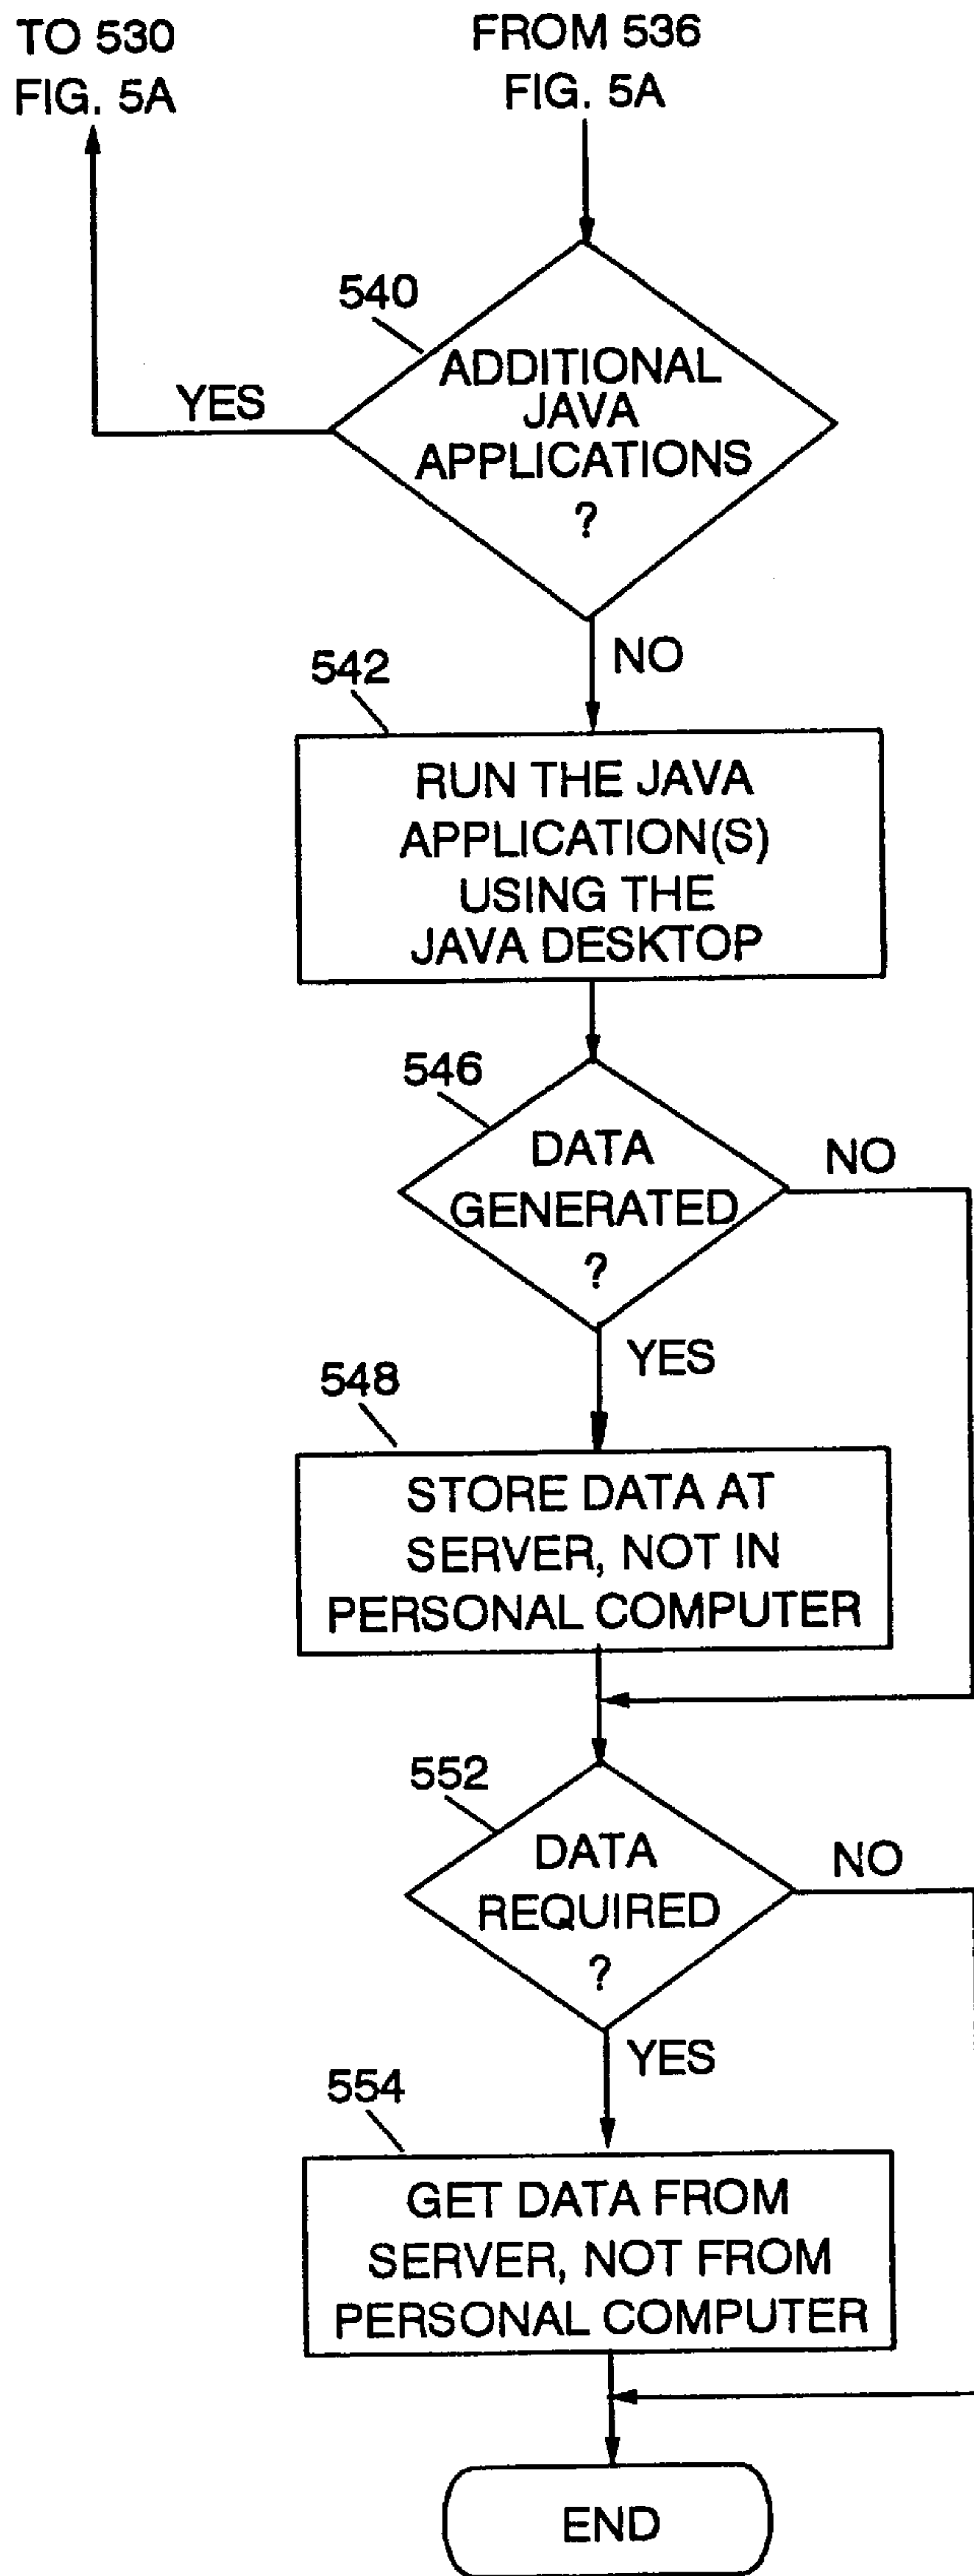 TO 530
FIG. 5A
FROM 536
FIG. 5A
540
ADDITIONAL
JAVA
APPLICATIONS
?
YES
NO
542
RUN THE JAVA
APPLICATION(S)
USING THE
JAVA DESKTOP
546
DATA
GENERATED
?
NO
YES
548
STORE DATA AT
SERVER, NOT IN
PERSONAL COMPUTER
552
DATA
REQUIRED
?
NO
YES
554
GET DATA FROM
SERVER, NOT FROM
PERSONAL COMPUTER
END